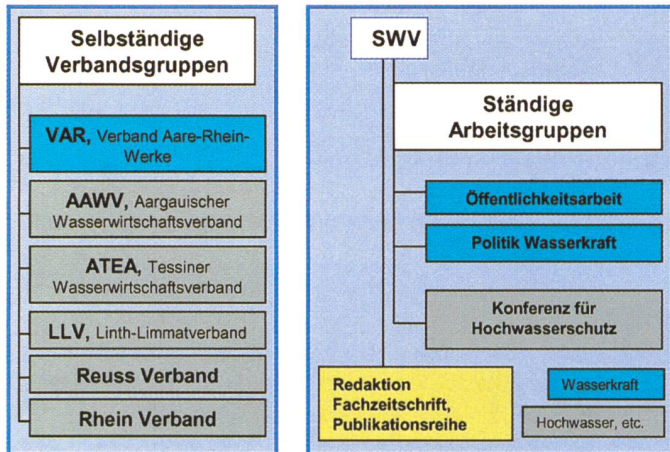 Selbständige
Verbandsgruppen
VAR, Verband Aare-Rhein-
Werke
AAWV, Aargauischer
Wasserwirtschaftsverband
ATEA, Tessiner
Wasserwirtschaftsverband
LLV, Linth-Limmatverband
Reuss Verband
Rhein Verband
SWV
Ständige
Arbeitsgruppen
Öffentlichkeitsarbeit
Politik Wasserkraft
Konferenz für
Hochwasserschutz
Redaktion
Fachzeitschrift,
Publikationsreihe
Wasserkraft
Hochwasser, etc.